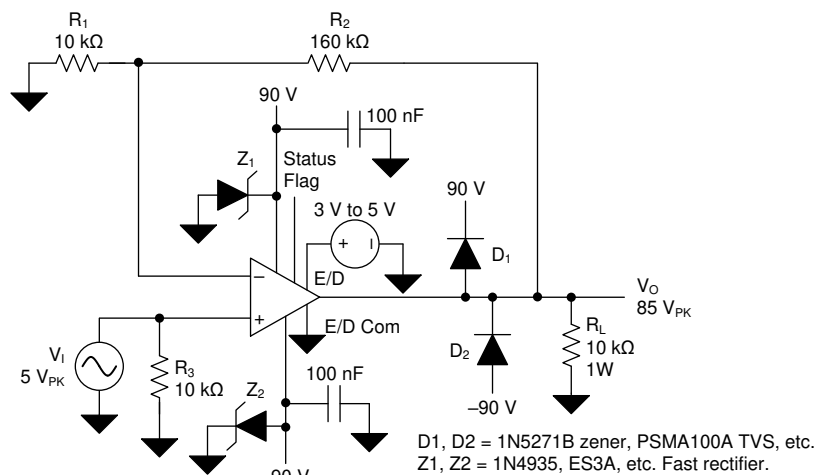 R1
10 kΩ
R2
160 kΩ
90 V
100 nF
Z1
Status
Flag
3 V to 5 V
+
I
90 V
D1
E/D
−
+
E/D Com
VO
85 VPK
VI
5 VPK
R3
10 kΩ
D2
RL
10 kΩ
1W
Z2
100 nF
–90 V
D1, D2 = 1N5271B zener, PSMA100A TVS, etc.
Z1, Z2 = 1N4935, ES3A, etc. Fast rectifier.
90 V